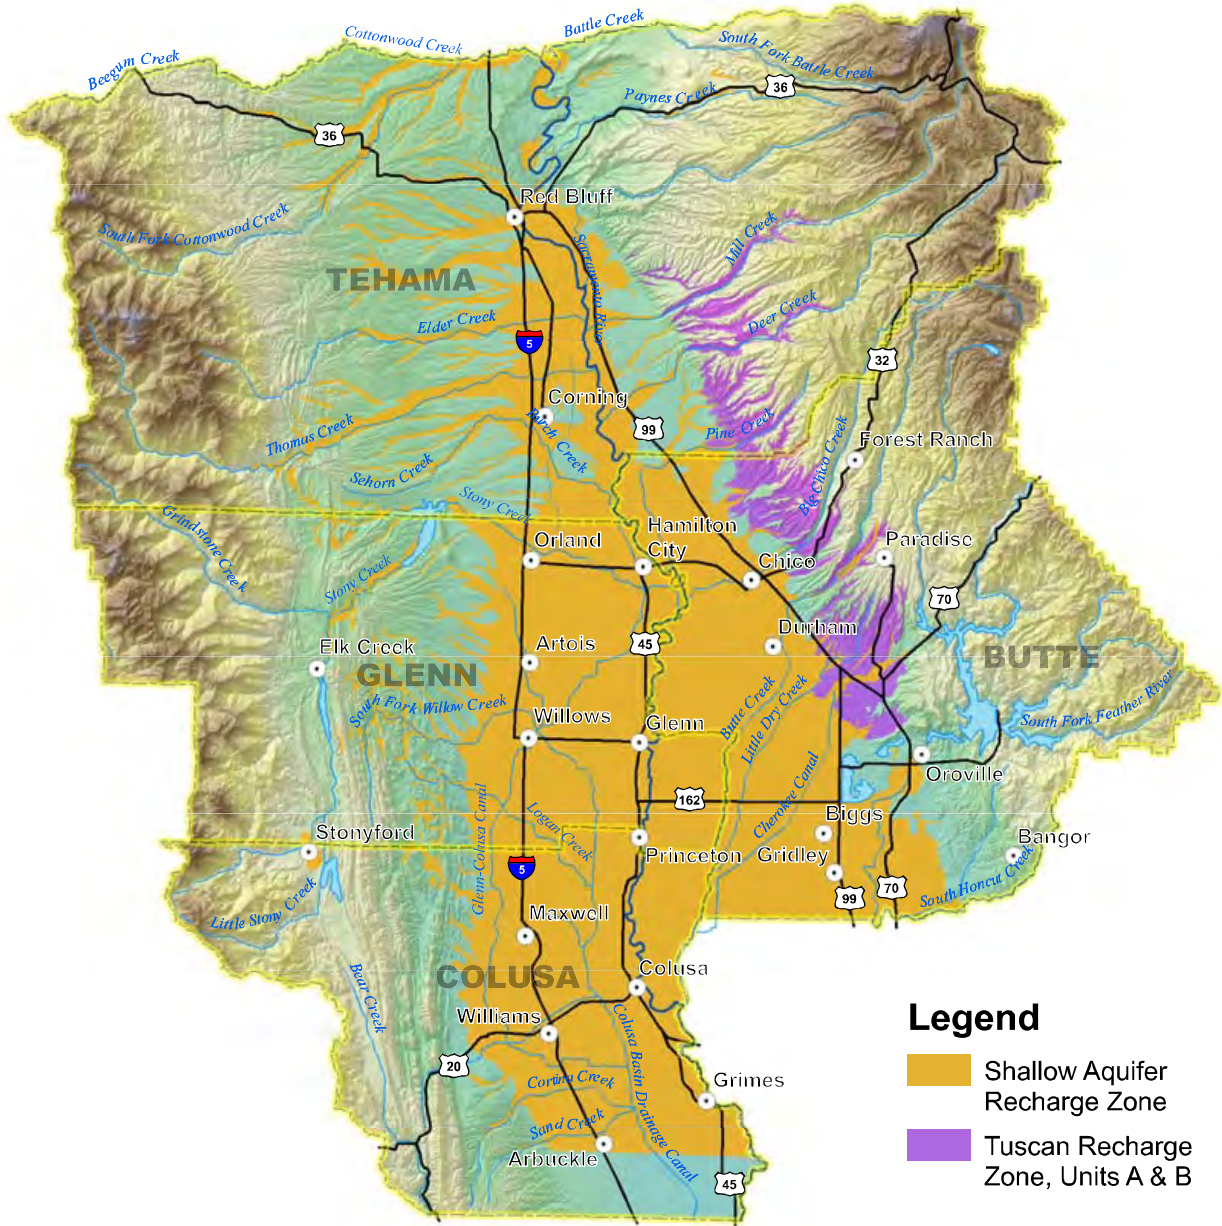 Battle Creek
Cottonwood Creek
South Fork Battle Creek
Beegum Creek
36
Paynes Creek
36
Red Bluff
South Fork Cottonwood Creek
Mill Creek
Sacramento River
TEHAMA
Deer Creek
Elder Creek
5
32
Corning
99
Birch Creek
Pine Creek
Thomas Creek
Big Chico Creek
Forest Ranch
Sehorn Creek
Stony Creek
Grindstone Creek
Hamilton
City
Orland
Paradise
Chico
Stony Creek
70
Durham
Artois
45
Elk Creek
BUTTE
GLENN
South Fork Willow Creek
Butte Creek
Little Dry Creek
South Fork Feather River
Willows
Glenn
Cherokee Canal
Oroville
162
Glenn-Colusa Canal
Logan Creek
Biggs
Stonyford
Bangor
Princeton
Gridley
5
South Honcut Creek
70
99
Little Stony Creek
Maxwell
COLUSA
Colusa
Bear Creek
Williams
Colusa Basin Drainage Canal
20
Cortina Creek
Grimes
Sand Creek
Arbuckle
45
Legend
Shallow Aquifer
Recharge Zone
Tuscan Recharge
Zone, Units A & B